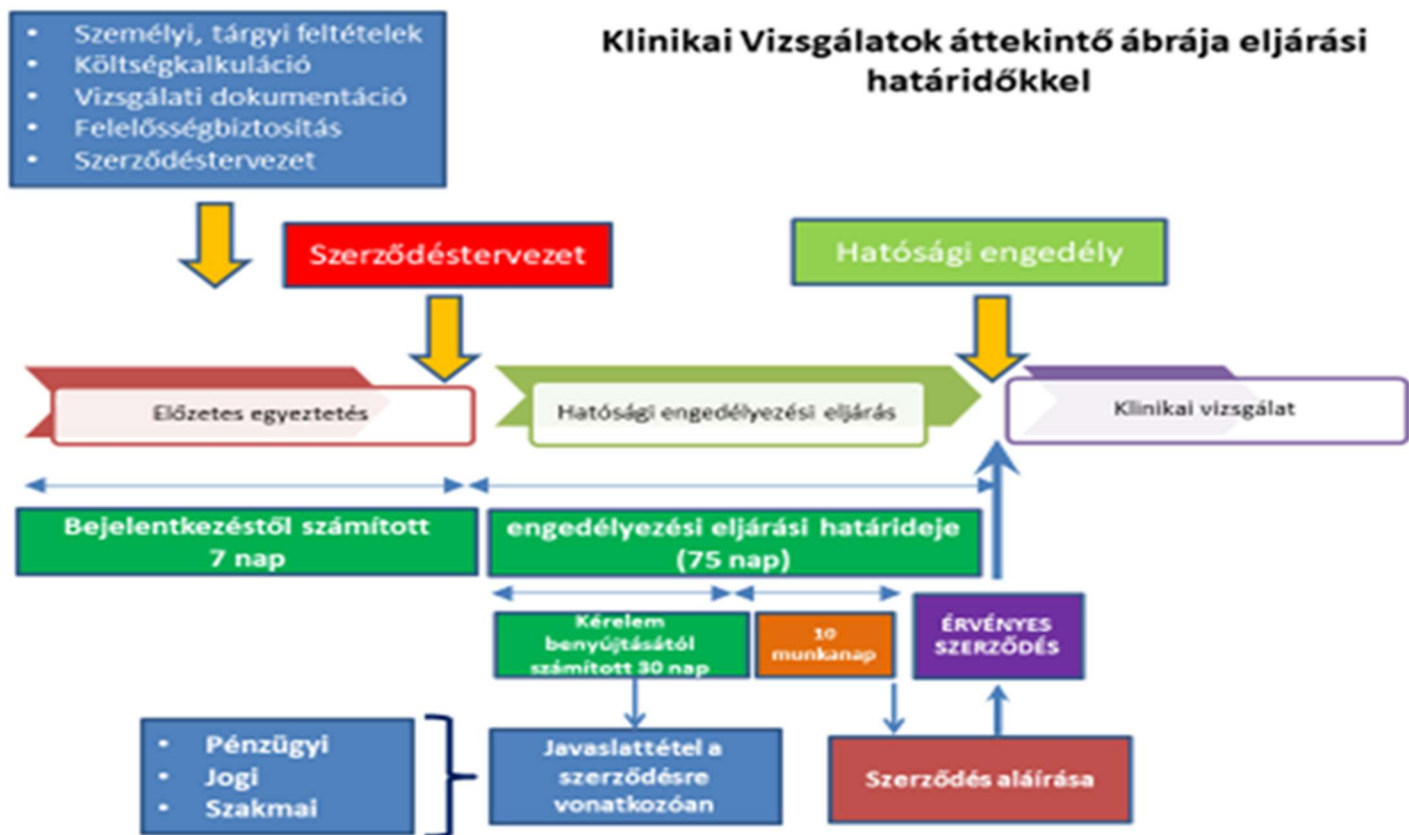 Klinikai Vizsgálatok áttekintő ábrája eljárási
határidőkkel
• Személyi, tárgyi feltételek
• Költségkalkuláció
• Vizsgálati dokumentáció
• Felelősségbiztosítás
• Szerződéstervezet
Szerződéstervezet
Hatósági engedély
Előzetes egyeztetés
Hatósági engedélyezési eljárás
Klinikai vizsgálat
Bejelentkezéstől számított
7 nap
engedélyezési eljárási határideje
(75 nap)
Kérelem
benyújtásától
számított 30 nap
10
munkanap
ÉRVÉNYES
SZERZŐDÉS
• Pénzügyi
• Jogi
• Szakmai
Javaslattétel a
szerződésre
vonatkozóan
Szerződés aláírása